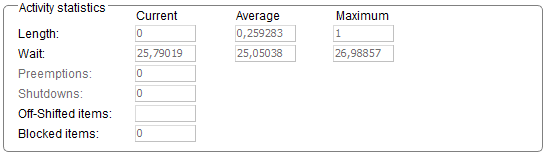 Activity statistics
Current Average Maximum
Length: 0 0,259283 1
Wait: 25,79019 25,05038 26,98857
Preemptions: 0
Shutdowns: 0
Off-Shifted items:
Blocked items: 0